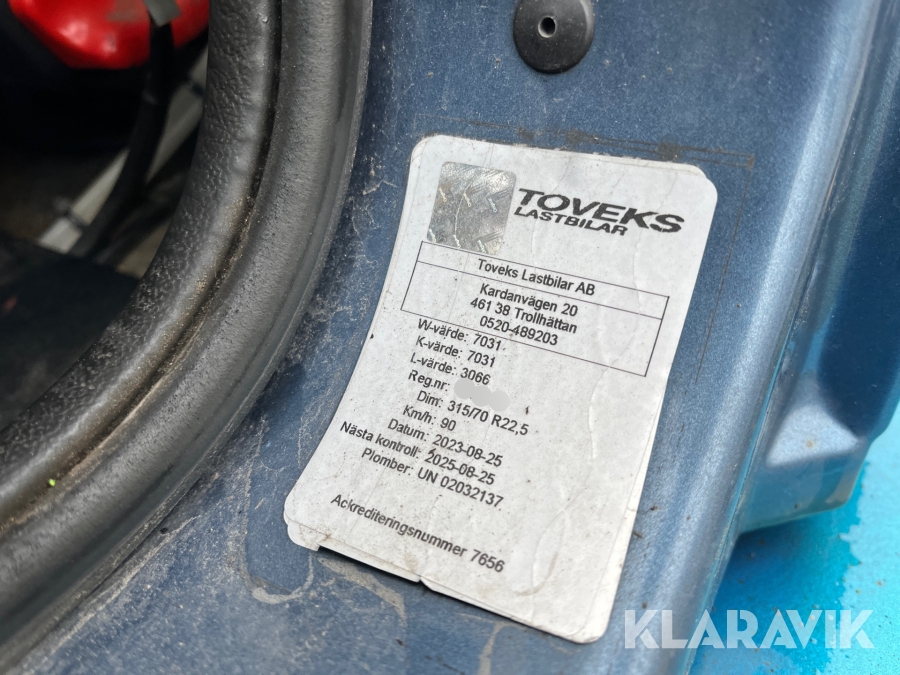 TOVEKS
LASTBILAR
Toveks Lastbilar AB
Kardanvägen 20
461 38 Trollhättan
0520-489203
W-värde: 7031
K-värde: 7031
L-värde: 3066
Reg.nr:
Dim: 315/70 R22,5
Km/h: 90
Datum: 2023-08-25
Nästa kontroll: 2025-08-25
Plomber: UN 02032137
Ackrediteringsnummer 7656
KLARAVIK